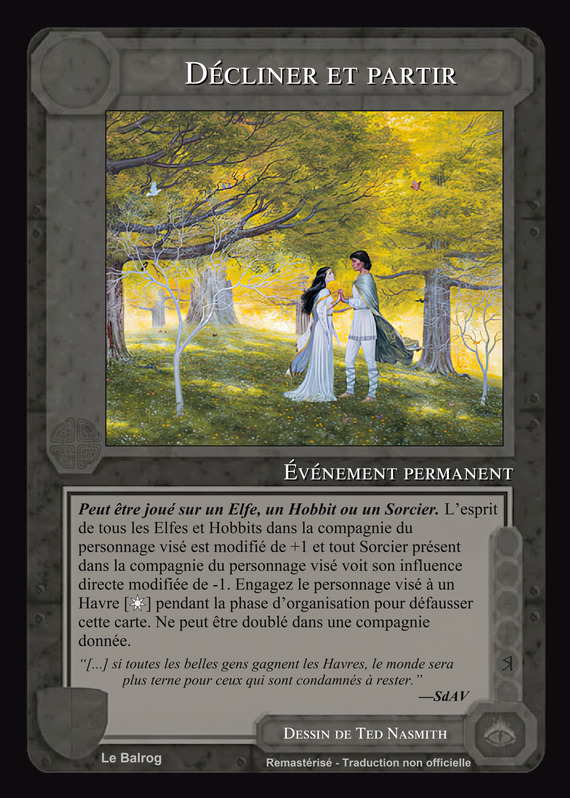 DÉCLINER ET PARTIR
ÉVÉNEMENT PERMANENT
Peut être joué sur un Elfe, un Hobbit ou un Sorcier. L’esprit
de tous les Elfes et Hobbits dans la compagnie du
personnage visé est modifié de +1 et tout Sorcier présent
dans la compagnie du personnage visé voit son influence
directe modifiée de -1. Engagez le personnage visé à un
Havre [☀] pendant la phase d’organisation pour défausser
cette carte. Ne peut être doublé dans une compagnie
donnée.
“[...] si toutes les belles gens gagnent les Havres, le monde sera
plus terne pour ceux qui sont condamnés à rester.”
—SdAV
DESSIN DE TED NASMITH
Le Balrog
Remastérisé - Traduction non officielle